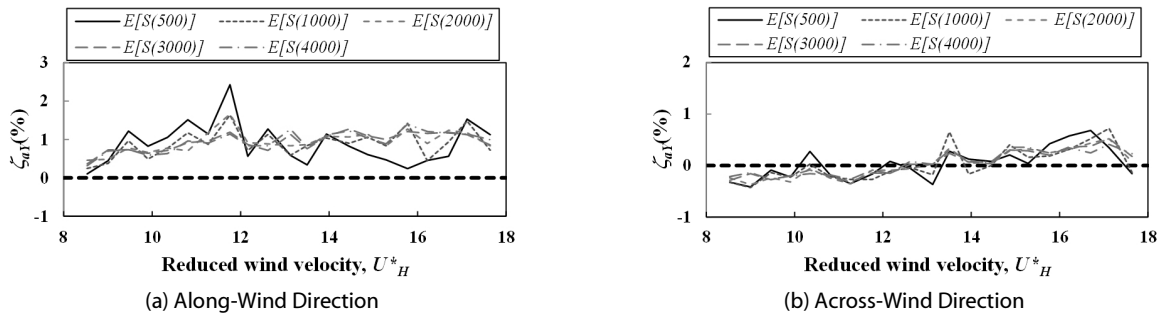 E[S(500)] E[S(1000)] E[S(2000)]
E[S(3000)] E[S(4000)]
3
2
1
0
-1
ζaY(%)
8 10 12 14 16 18
Reduced wind velocity, U*H
(a) Along-Wind Direction
E[S(500)] E[S(1000)] E[S(2000)]
E[S(3000)] E[S(4000)]
2
1
0
-1
ζaY(%)
8 10 12 14 16 18
Reduced wind velocity, U*H
(b) Across-Wind Direction